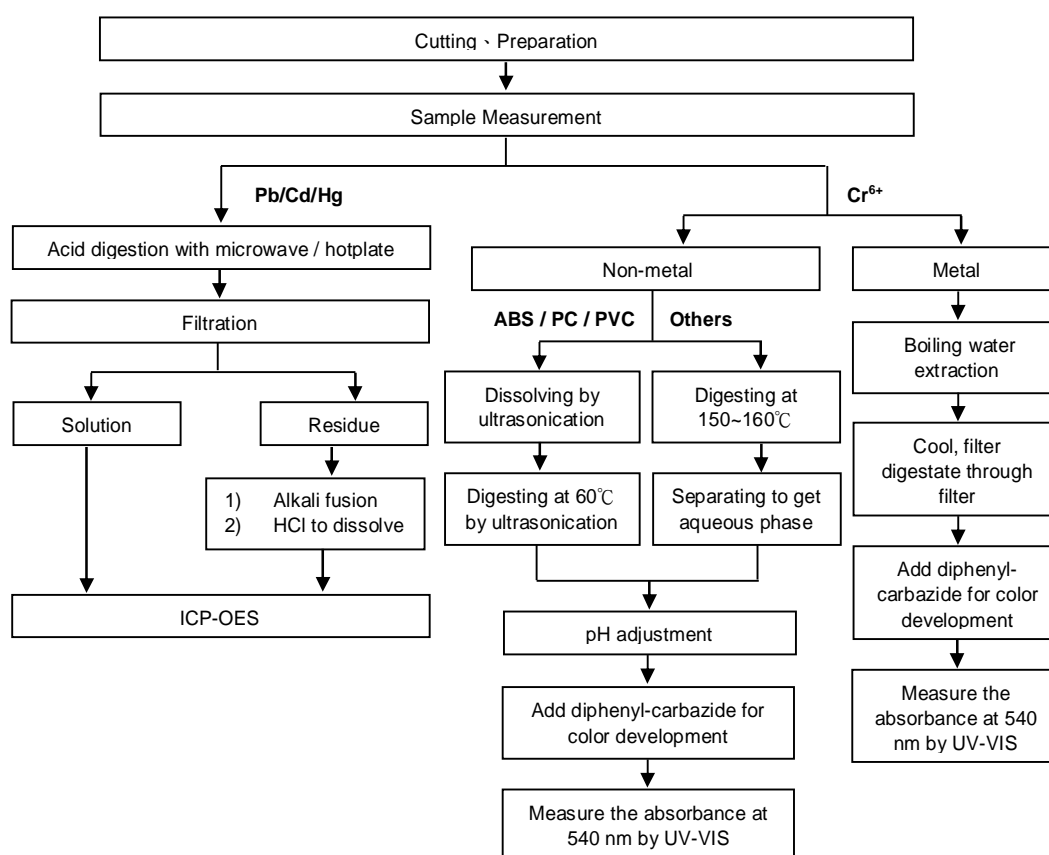 Cutting、Preparation
Sample Measurement
Pb/Cd/Hg
Cr⁶⁺
Acid digestion with microwave / hotplate
Non-metal
Metal
Filtration
ABS / PC / PVC
Others
Boiling water
extraction
Solution
Residue
Dissolving by
ultrasonication
Digesting at
150~160℃
Cool, filter
digestate through
filter
1) Alkali fusion
2) HCl to dissolve
Digesting at 60℃
by ultrasonication
Separating to get
aqueous phase
Add diphenyl-
carbazide for color
development
ICP-OES
pH adjustment
Measure the
absorbance at 540
nm by UV-VIS
Add diphenyl-carbazide for
color development
Measure the absorbance at
540 nm by UV-VIS